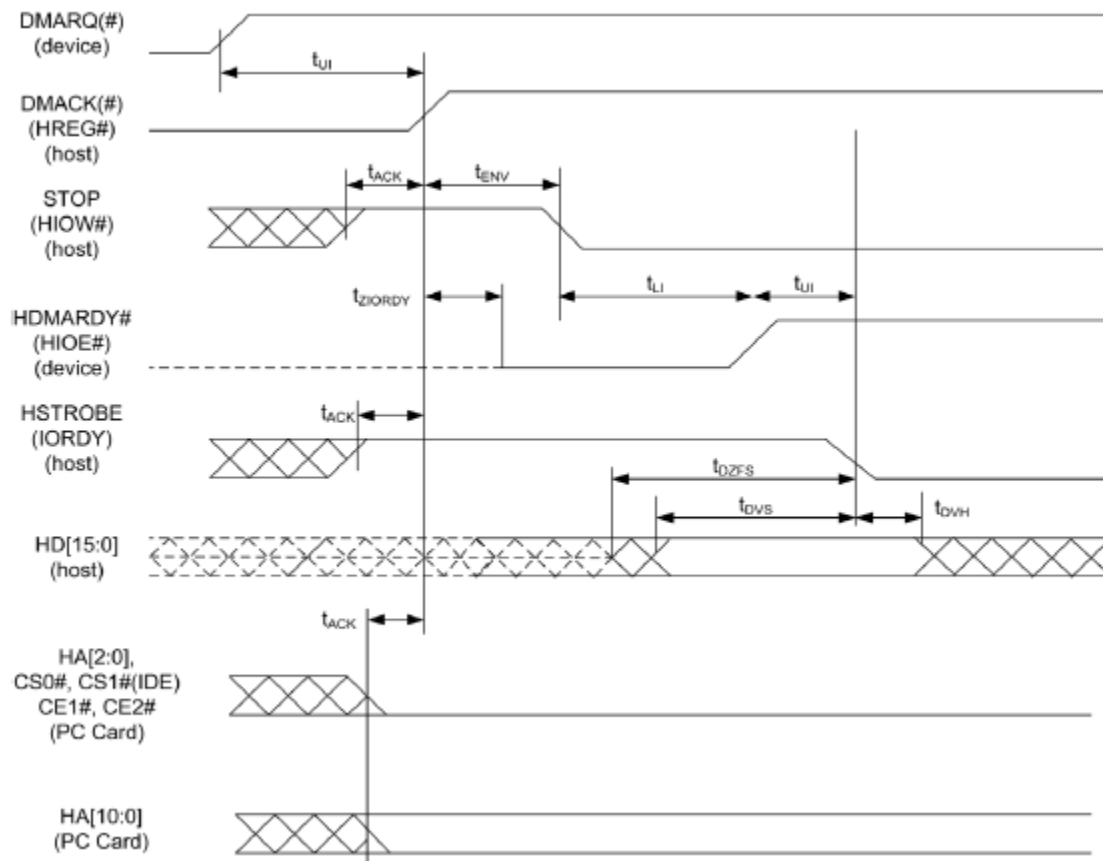 DMARQ(#)
(device)
tUI
DMACK(#)
(HREG#)
(host)
tACK
tENV
STOP
(HIOW#)
(host)
tZIORDY
tLI
tUI
HDMARDY#
(HIOE#)
(device)
HSTROBE
(IORDY)
(host)
tACK
tDZFS
tDVS
tDVH
HD[15:0]
(host)
tACK
HA[2:0],
CS0#, CS1#(IDE)
CE1#, CE2#
(PC Card)
HA[10:0]
(PC Card)